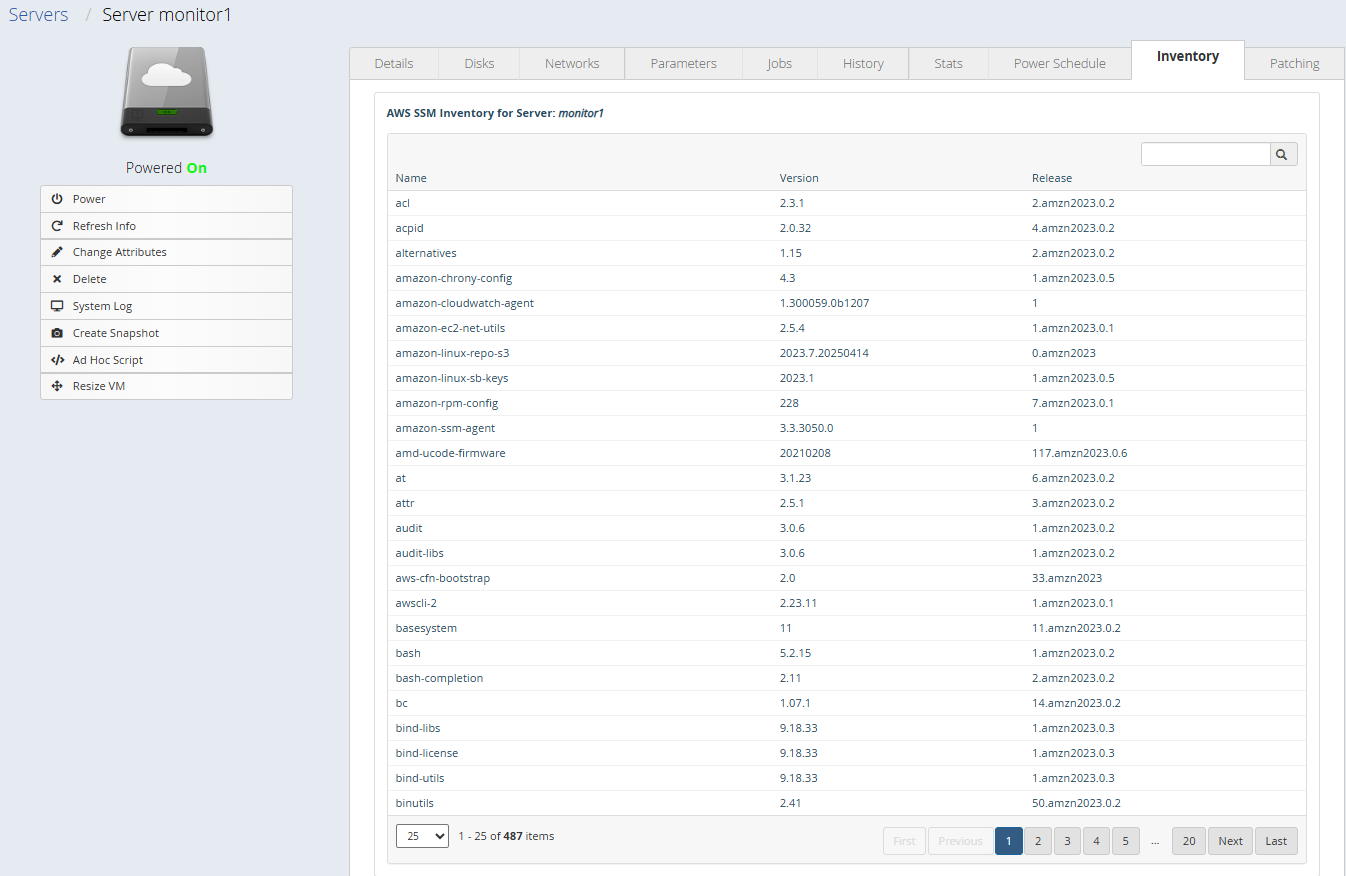 Servers / Server monitor1
Powered On
Power
Refresh Info
Change Attributes
Delete
System Log
Create Snapshot
Ad Hoc Script
Resize VM
Details Disks Networks Parameters Jobs History Stats Power Schedule Inventory Patching
AWS SSM Inventory for Server: monitor1
Name Version Release
acl 2.3.1 2.amzn2023.0.2
acpid 2.0.32 4.amzn2023.0.2
alternatives 1.15 2.amzn2023.0.2
amazon-chrony-config 4.3 1.amzn2023.0.5
amazon-cloudwatch-agent 1.300059.0b1207 1
amazon-ec2-net-utils 2.5.4 1.amzn2023.0.1
amazon-linux-repo-s3 2023.7.20250414 0.amzn2023
amazon-linux-sb-keys 2023.1 1.amzn2023.0.5
amazon-rpm-config 228 7.amzn2023.0.1
amazon-ssm-agent 3.3.3050.0 1
amd-ucode-firmware 20210208 117.amzn2023.0.6
at 3.1.23 6.amzn2023.0.2
attr 2.5.1 3.amzn2023.0.2
audit 3.0.6 1.amzn2023.0.2
audit-libs 3.0.6 1.amzn2023.0.2
aws-cfn-bootstrap 2.0 33.amzn2023
awscli-2 2.23.11 1.amzn2023.0.1
basesystem 11 11.amzn2023.0.2
bash 5.2.15 1.amzn2023.0.2
bash-completion 2.11 2.amzn2023.0.2
bc 1.07.1 14.amzn2023.0.2
bind-libs 9.18.33 1.amzn2023.0.3
bind-license 9.18.33 1.amzn2023.0.3
bind-utils 9.18.33 1.amzn2023.0.3
binutils 2.41 50.amzn2023.0.2
25 1 - 25 of 487 items First Previous 1 2 3 4 5 ... 20 Next Last